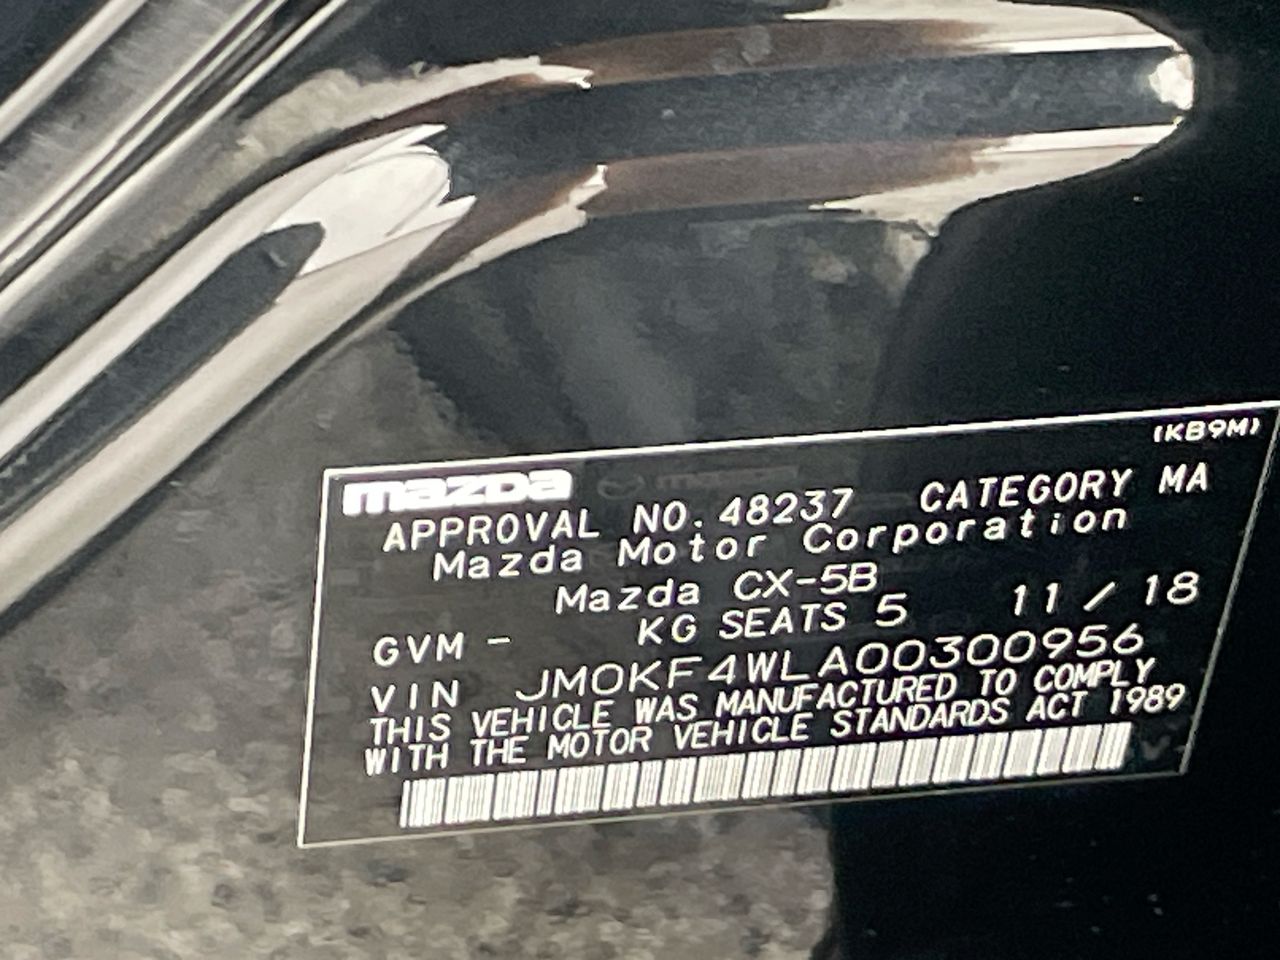 (KB9M)
mazda
APPROVAL NO. 48237 CATEGORY MA
Mazda Motor Corporation
Mazda CX-5B
GVM - KG SEATS 5 11 / 18
VIN JM0KF4WLA00300956
THIS VEHICLE WAS MANUFACTURED TO COMPLY
WITH THE MOTOR VEHICLE STANDARDS ACT 1989